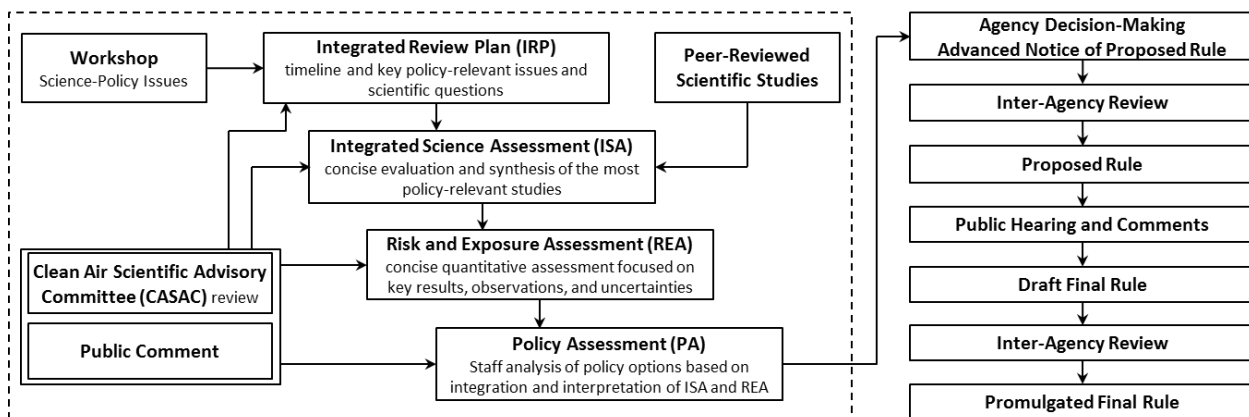 Workshop
Science-Policy Issues
Integrated Review Plan (IRP)
timeline and key policy-relevant issues and
scientific questions
Peer-Reviewed
Scientific Studies
Integrated Science Assessment (ISA)
concise evaluation and synthesis of the most
policy-relevant studies
Risk and Exposure Assessment (REA)
concise quantitative assessment focused on
key results, observations, and uncertainties
Clean Air Scientific Advisory
Committee (CASAC) review
Public Comment
Policy Assessment (PA)
Staff analysis of policy options based on
integration and interpretation of ISA and REA
Agency Decision-Making
Advanced Notice of Proposed Rule
Inter-Agency Review
Proposed Rule
Public Hearing and Comments
Draft Final Rule
Inter-Agency Review
Promulgated Final Rule